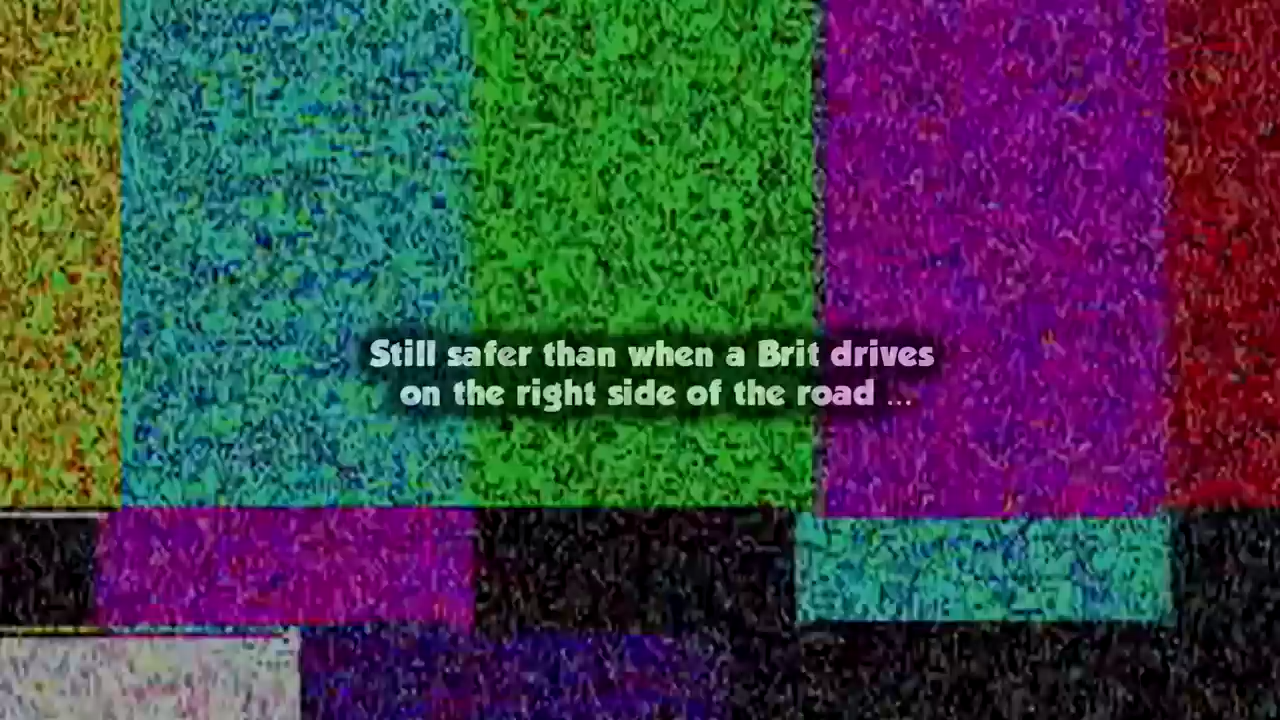 Still safer than when a Brit drives
on the right side of the road ...